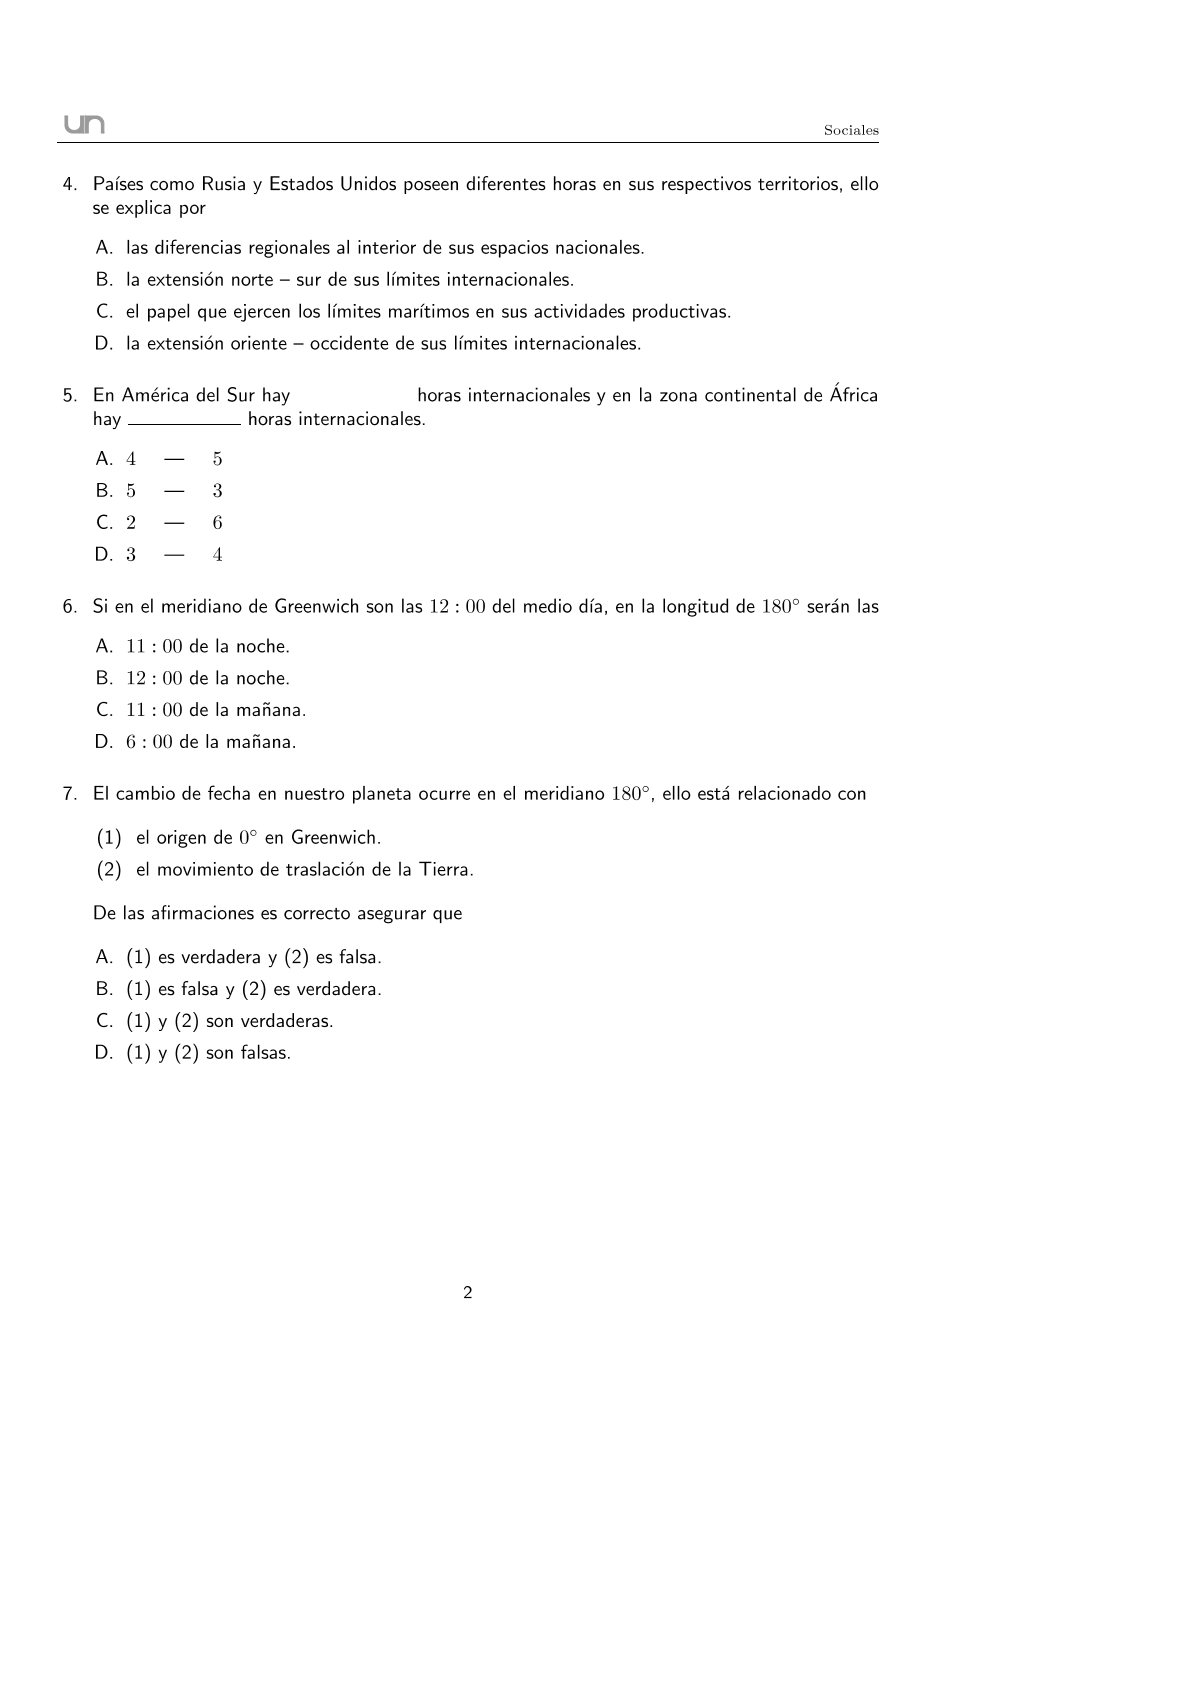 un
Sociales
4. Países como Rusia y Estados Unidos poseen diferentes horas en sus respectivos territorios, ello
se explica por
A. las diferencias regionales al interior de sus espacios nacionales.
B. la extensión norte – sur de sus límites internacionales.
C. el papel que ejercen los límites marítimos en sus actividades productivas.
D. la extensión oriente – occidente de sus límites internacionales.
5. En América del Sur hay horas internacionales y en la zona continental de África
hay ___________ horas internacionales.
A. 4 — 5
B. 5 — 3
C. 2 — 6
D. 3 — 4
6. Si en el meridiano de Greenwich son las 12 : 00 del medio día, en la longitud de 180° serán las
A. 11 : 00 de la noche.
B. 12 : 00 de la noche.
C. 11 : 00 de la mañana.
D. 6 : 00 de la mañana.
7. El cambio de fecha en nuestro planeta ocurre en el meridiano 180°, ello está relacionado con
(1) el origen de 0° en Greenwich.
(2) el movimiento de traslación de la Tierra.
De las afirmaciones es correcto asegurar que
A. (1) es verdadera y (2) es falsa.
B. (1) es falsa y (2) es verdadera.
C. (1) y (2) son verdaderas.
D. (1) y (2) son falsas.
2